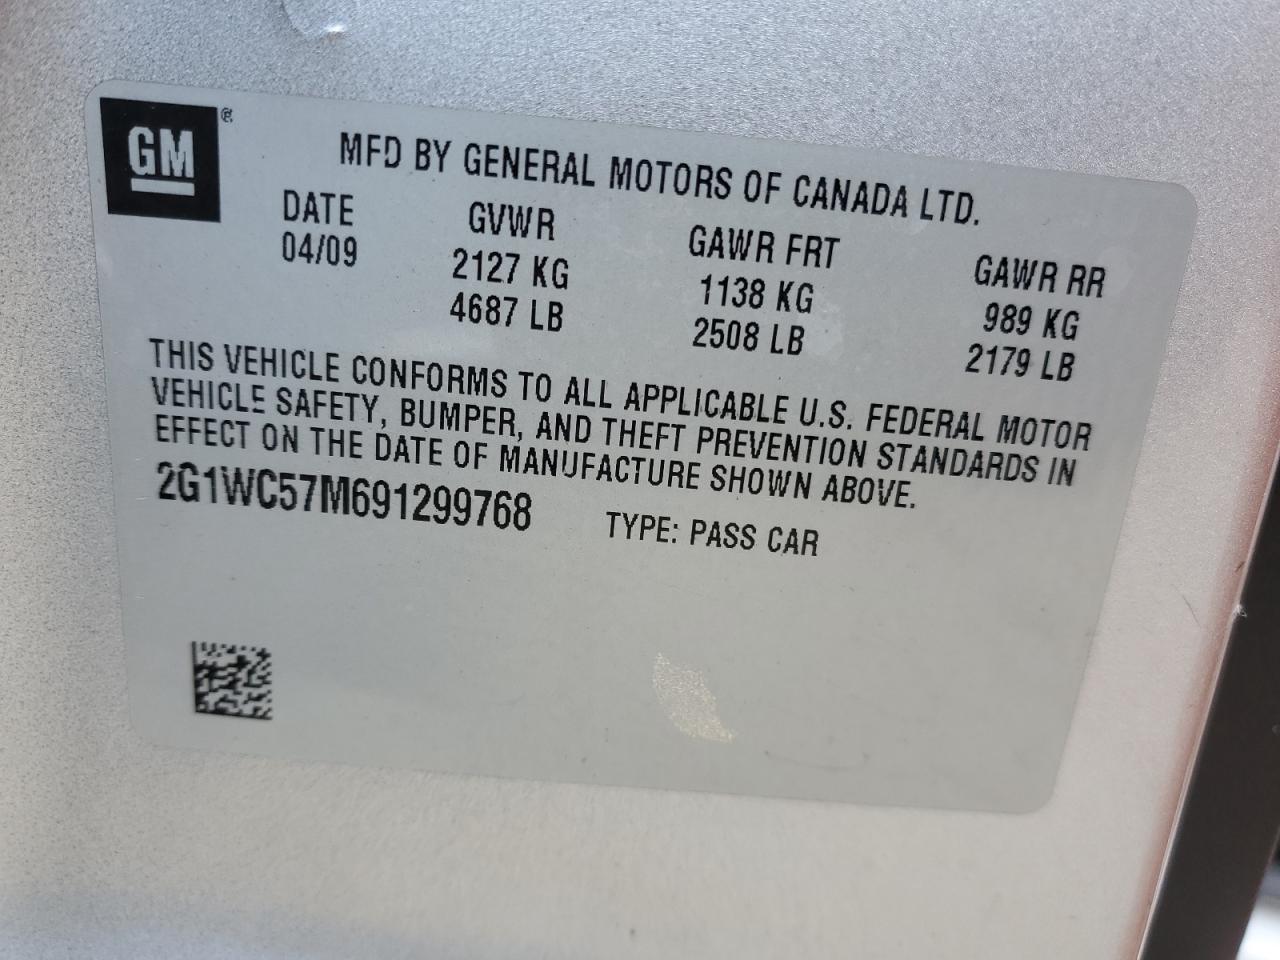 GM ®
MFD BY GENERAL MOTORS OF CANADA LTD.
DATE GVWR GAWR FRT GAWR RR
04/09 2127 KG 1138 KG 989 KG
4687 LB 2508 LB 2179 LB
THIS VEHICLE CONFORMS TO ALL APPLICABLE U.S. FEDERAL MOTOR
VEHICLE SAFETY, BUMPER, AND THEFT PREVENTION STANDARDS IN
EFFECT ON THE DATE OF MANUFACTURE SHOWN ABOVE.
2G1WC57M691299768 TYPE: PASS CAR